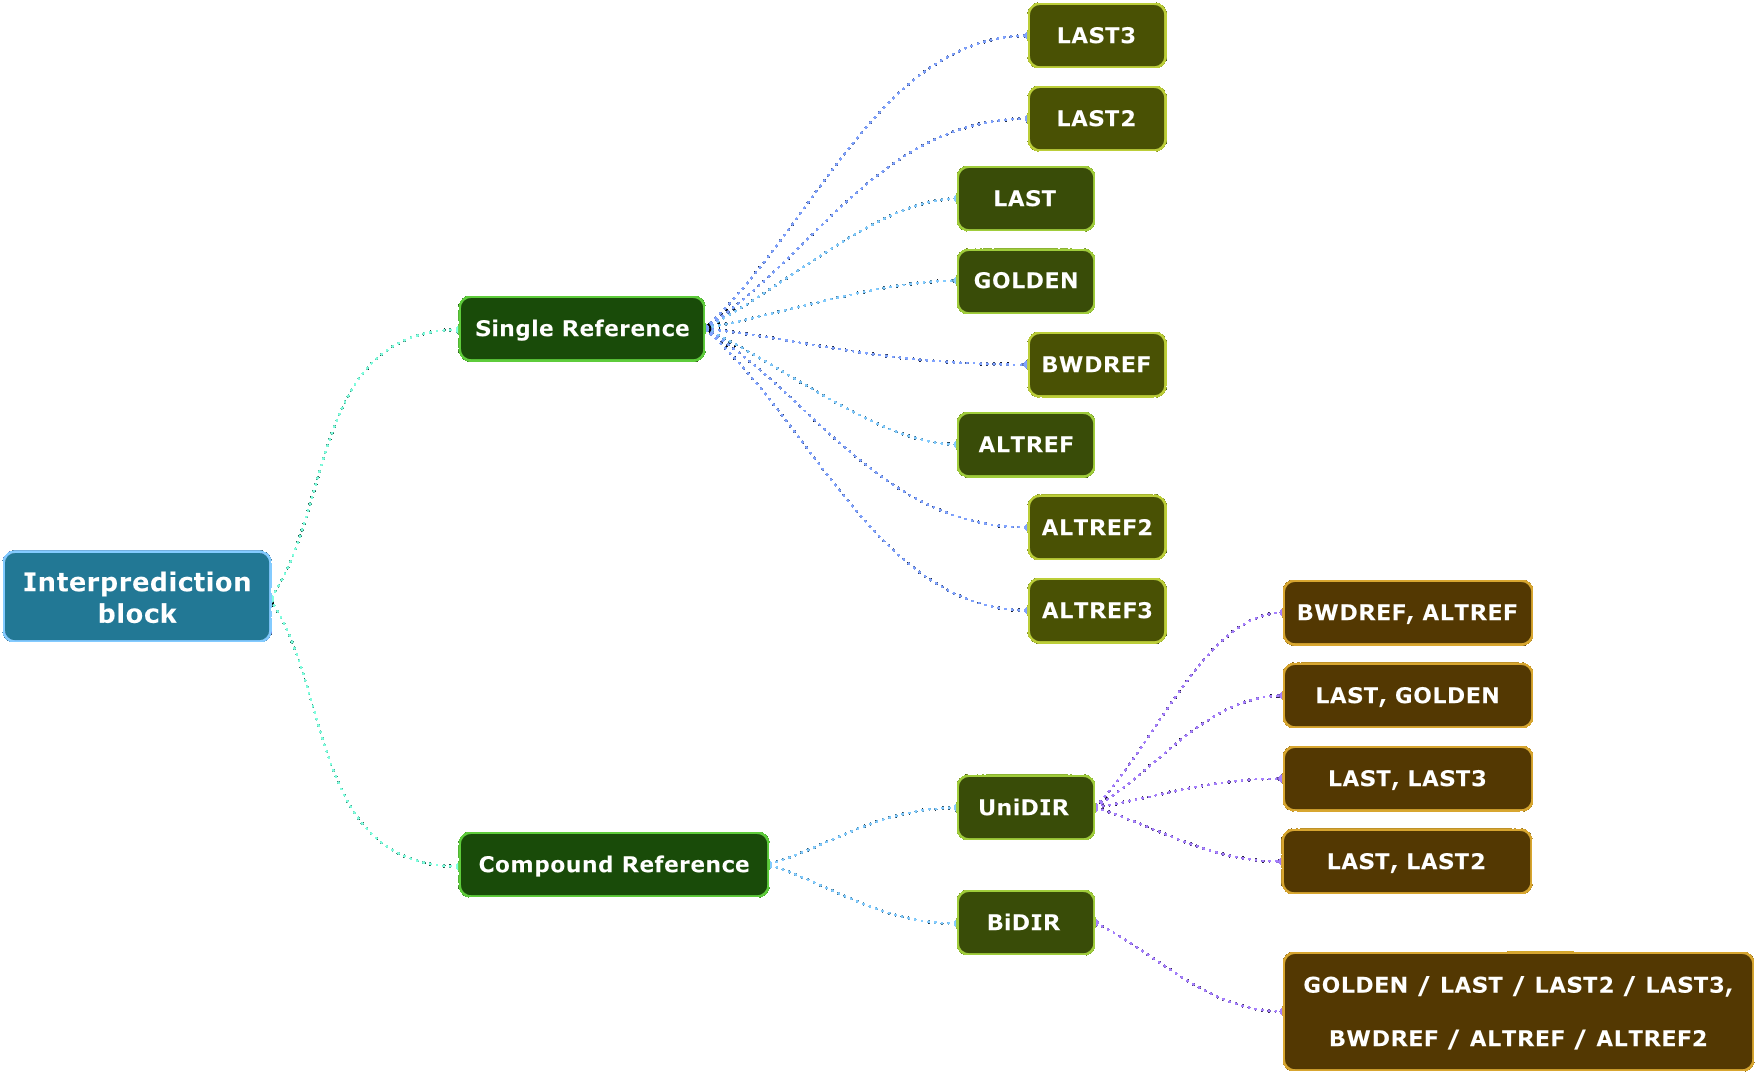 LAST3
LAST2
LAST
GOLDEN
Single Reference
BWDREF
ALTREF
ALTREF2
ALTREF3
Interprediction
block
BWDREF, ALTREF
LAST, GOLDEN
LAST, LAST3
UniDIR
LAST, LAST2
Compound Reference
BiDIR
GOLDEN / LAST / LAST2 / LAST3,
BWDREF / ALTREF / ALTREF2